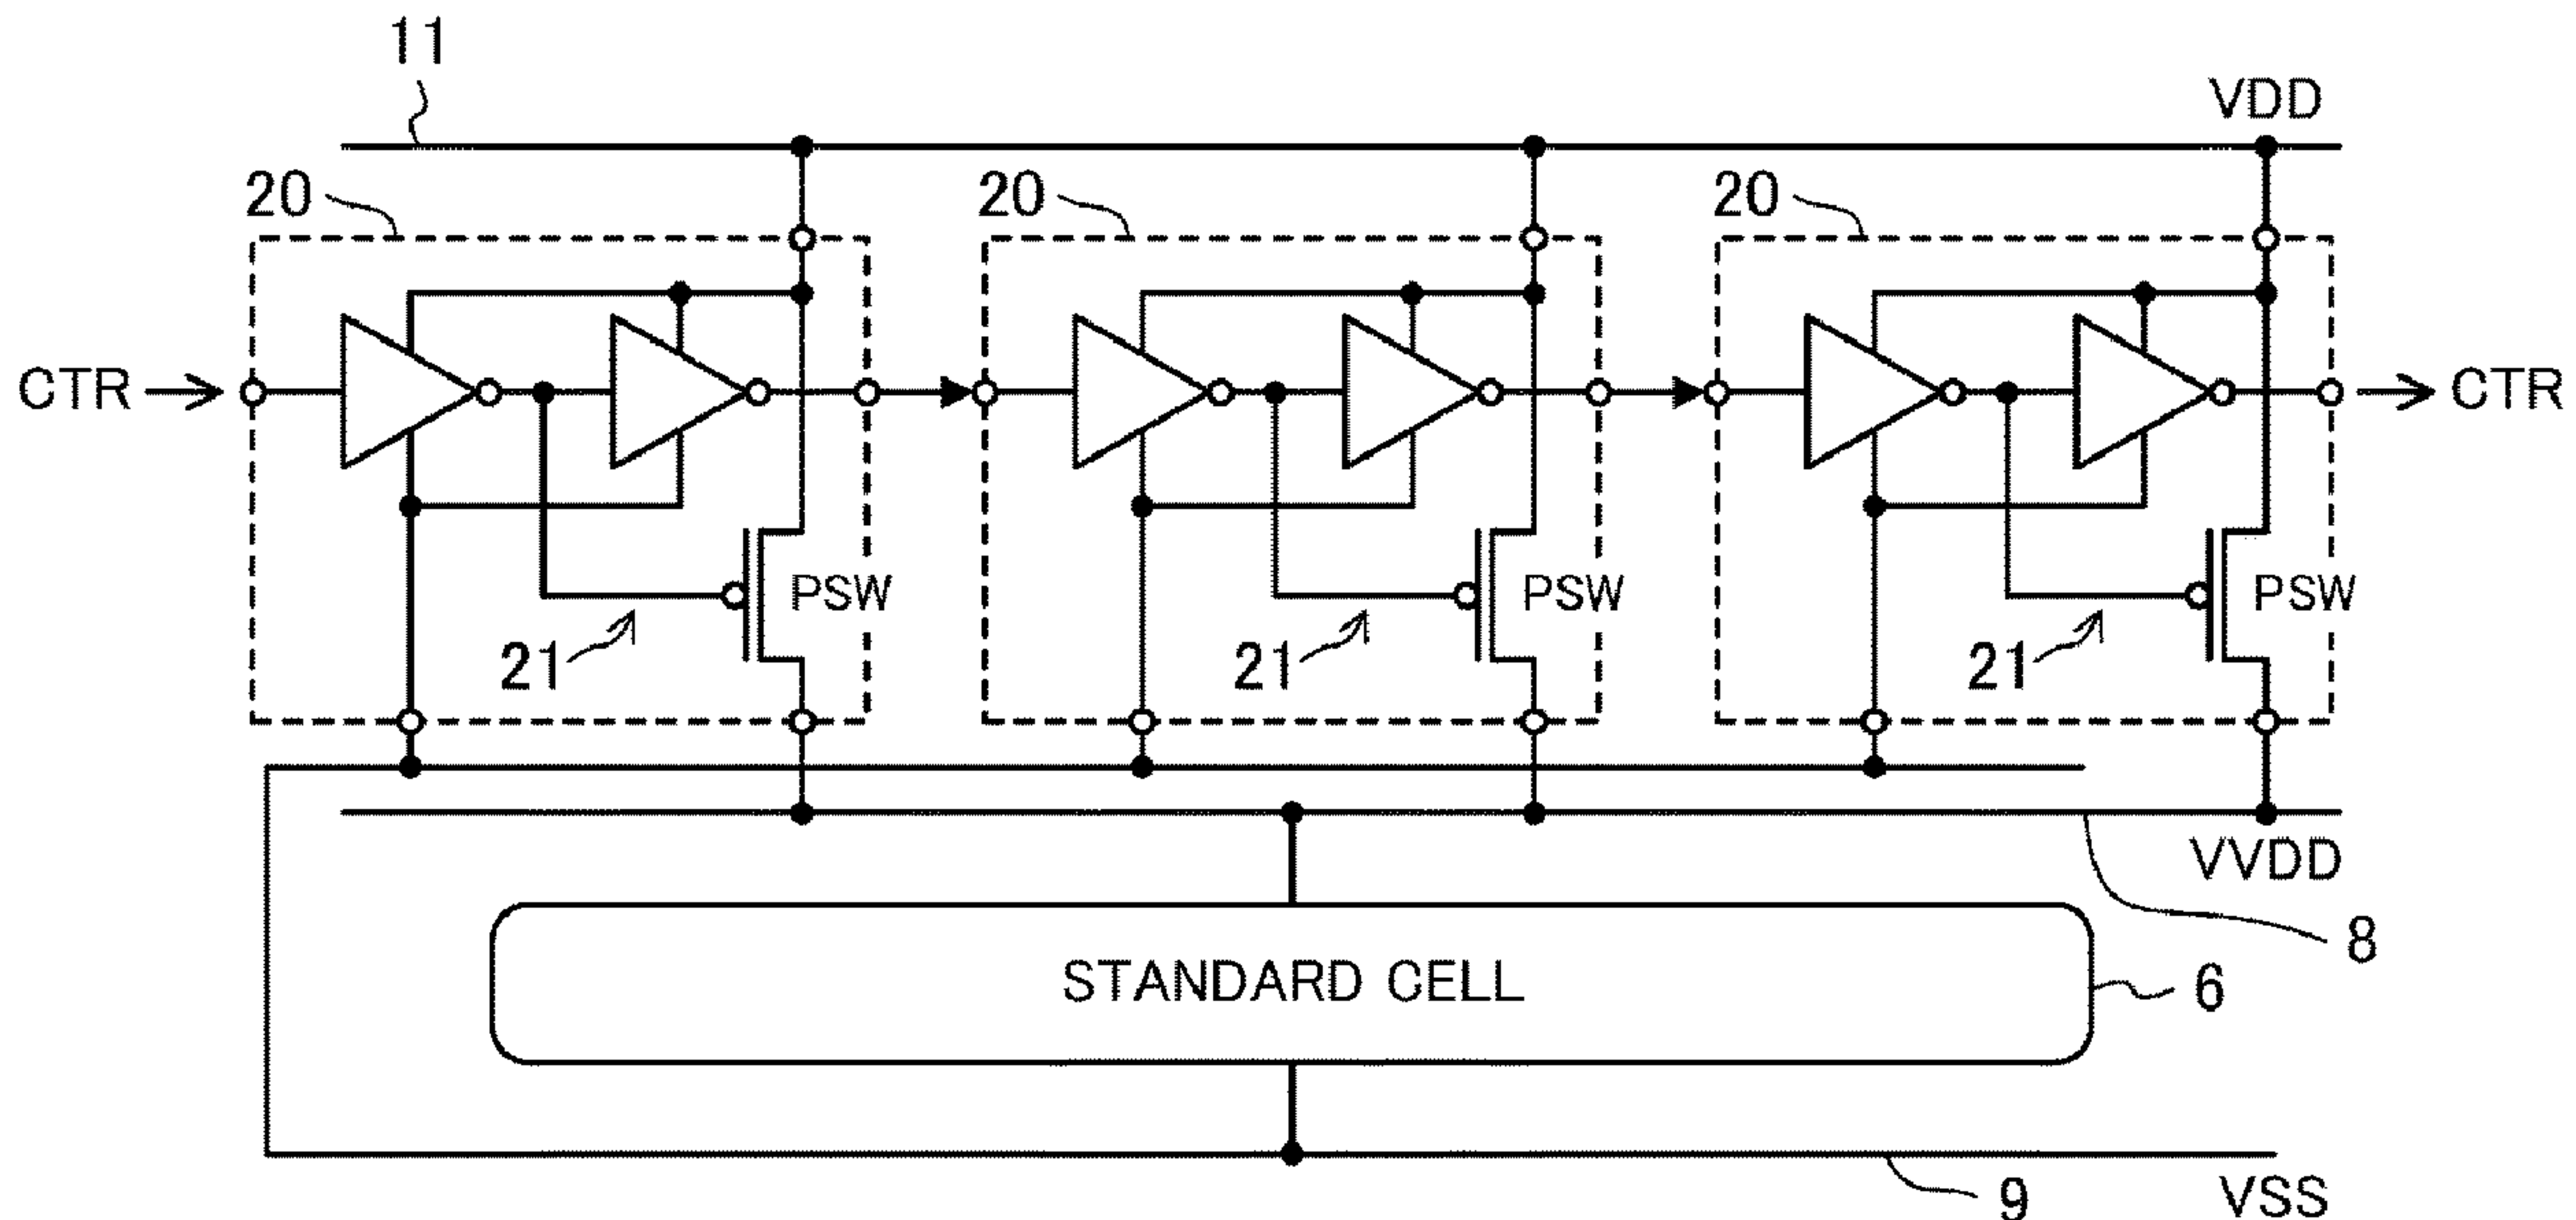 11
VDD
20 20 20
CTR CTR
PSW PSW PSW
21 21 21
VVDD
8
STANDARD CELL
6
9
VSS